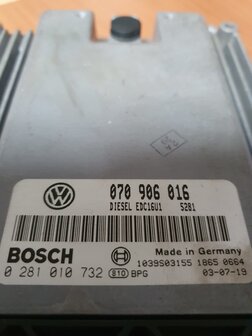 070 906 016
DIESEL EDC16U1 5281
Made in Germany
BOSCH
1039S03155 1865 0664
0 281 010 732 810 BPG 03-07-19